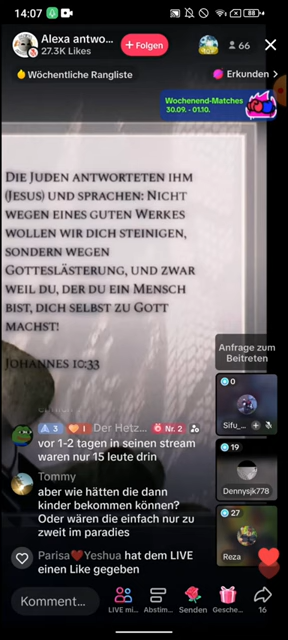 14:07
88
Alexa antwo...
27.3K Likes
+ Folgen
66
Wöchentliche Rangliste
Erkunden >
Wochenend-Matches
30.09. - 01.10.
Die Juden antworteten ihm
(Jesus) und sprachen: Nicht
wegen eines guten Werkes
wollen wir dich steinigen,
sondern wegen
Gotteslästerung, und zwar
weil du, der du ein Mensch
bist, dich selbst zu Gott
machst!
Johannes 10:33
Anfrage zum
Beitreten
0
Sifu_...
19
Dennysjk778
27
Reza
3
1
Der Hetz...
Nr. 2
vor 1-2 tagen in seinen stream
waren nur 15 leute drin
Tommy
aber wie hätten die dann
kinder bekommen können?
Oder wären die einfach nur zu
zweit im paradies
Parisa❤️Yeshua hat dem LIVE
einen Like gegeben
Komment...
LIVE mi...
Abstim...
Senden
Gesche...
16